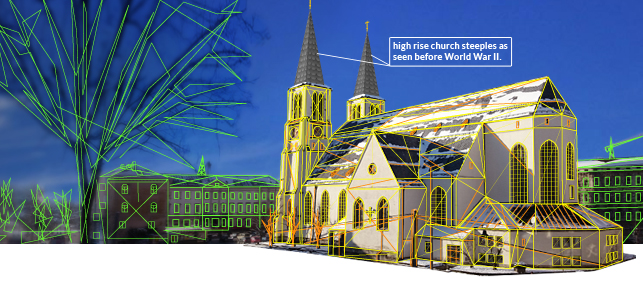 high rise church steeples as
seen before World War II.